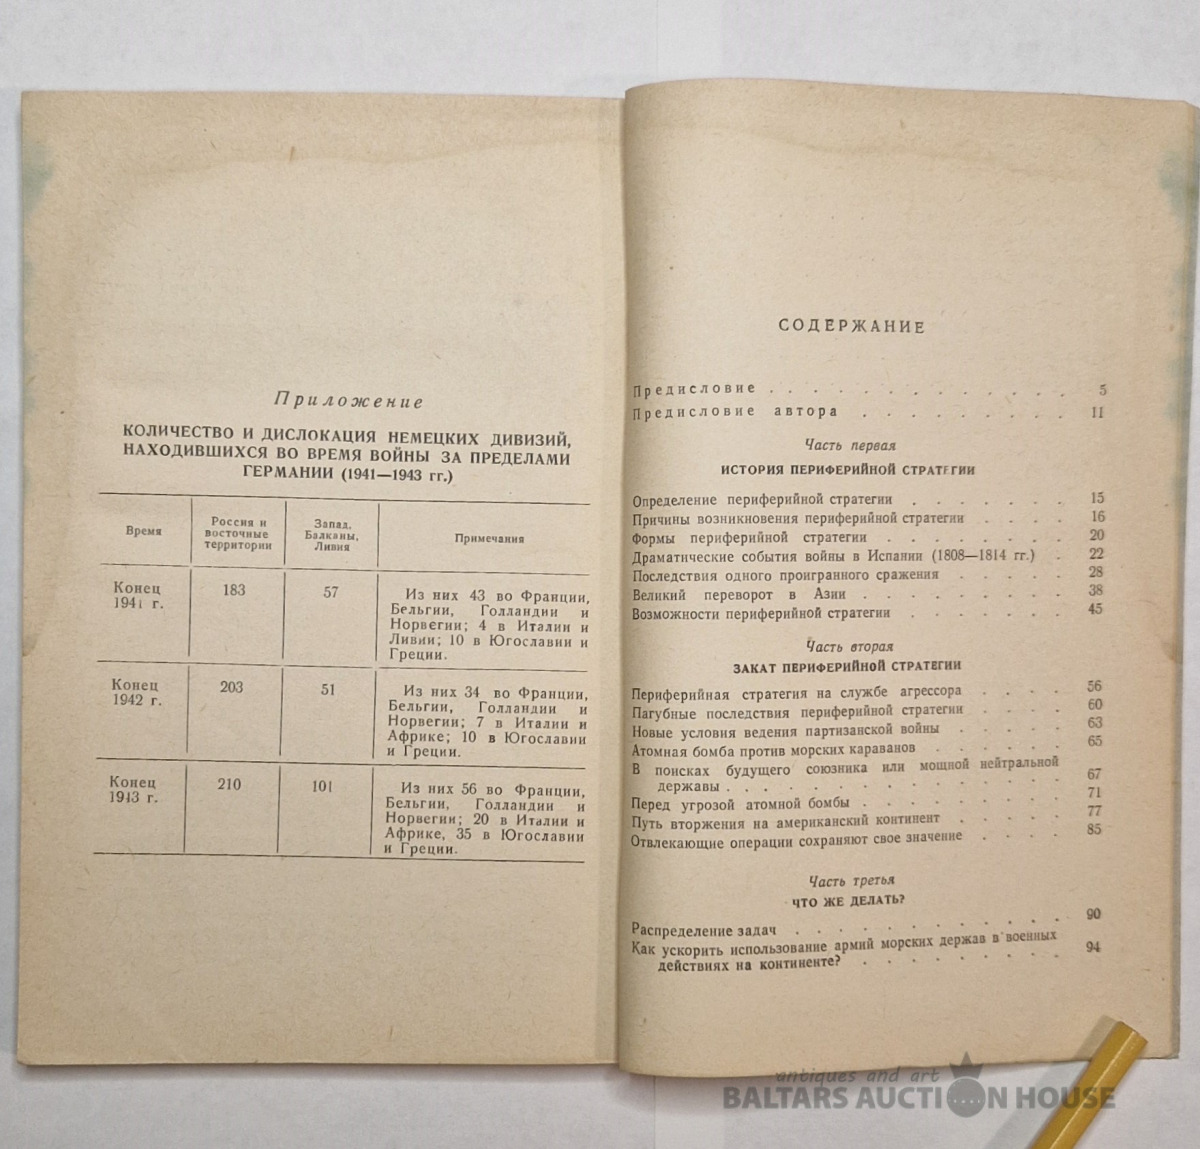 Приложение
КОЛИЧЕСТВО И ДИСЛОКАЦИЯ НЕМЕЦКИХ ДИВИЗИЙ,
НАХОДИВШИХСЯ ВО ВРЕМЯ ВОЙНЫ ЗА ПРЕДЕЛАМИ
ГЕРМАНИИ (1941—1943 гг.)
Время
Россия и
восточные
территории
Запад,
Балканы,
Ливия
Примечания
Конец
1941 г.
183
57
Из них 43 во Франции,
Бельгии, Голландии и
Норвегии; 4 в Италии и
Ливии; 10 в Югославии и
Греции.
Конец
1942 г.
203
51
Из них 34 во Франции,
Бельгии, Голландии и
Норвегии; 7 в Италии и
Африке; 10 в Югославии
и Греции.
Конец
1943 г.
210
101
Из них 56 во Франции,
Бельгии, Голландии и
Норвегии; 20 в Италии и
Африке, 35 в Югославии
и Греции.
СОДЕРЖАНИЕ
Предисловие . . . . . . . . . . . . 5
Предисловие автора . . . . . . . . . 11
Часть первая
ИСТОРИЯ ПЕРИФЕРИЙНОЙ СТРАТЕГИИ
Определение периферийной стратегии . . . . . . . 15
Причины возникновения периферийной стратегии . . . . 16
Формы периферийной стратегии . . . . . . . . 20
Драматические события войны в Испании (1808—1814 гг.) . 22
Последствия одного проигранного сражения . . . . . 28
Великий переворот в Азии . . . . . . . . . 38
Возможности периферийной стратегии . . . . . . 45
Часть вторая
ЗАКАТ ПЕРИФЕРИЙНОЙ СТРАТЕГИИ
Периферийная стратегия на службе агрессора . . . . 56
Пагубные последствия периферийной стратегии . . . . 60
Новые условия ведения партизанской войны . . . . . 63
Атомная бомба против морских караванов . . . . . . 65
В поисках будущего союзника или мощной нейтральной
державы . . . . . . . . . . . . . . 67
Перед угрозой атомной бомбы . . . . . . . . . 71
Путь вторжения на американский континент . . . . . 77
Отвлекающие операции сохраняют свое значение . . . . 85
Часть третья
ЧТО ЖЕ ДЕЛАТЬ?
Распределение задач . . . . . . . . . . . 90
Как ускорить использование армий морских держав в военных
действиях на континенте? . . . . . . . . 94
antiques and art
BALTARS AUCTION HOUSE